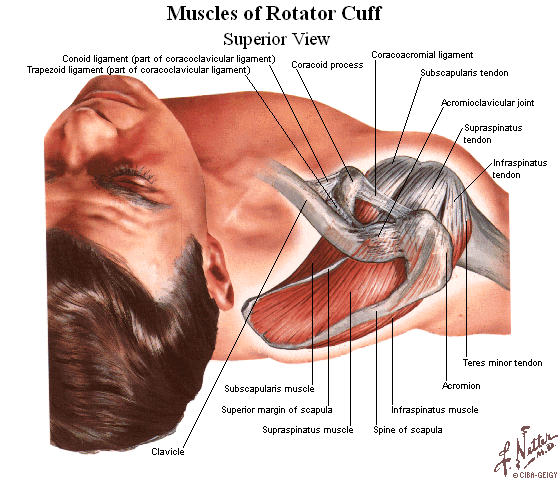 Muscles of Rotator Cuff
Superior View
Conoid ligament (part of coracoclavicular ligament)
Trapezoid ligament (part of coracoclavicular ligament)
Coracoid process
Coracoacromial ligament
Subscapularis tendon
Acromioclavicular joint
Supraspinatus
tendon
Infraspinatus
tendon
Teres minor tendon
Acromion
Subscapularis muscle
Superior margin of scapula
Infraspinatus muscle
Supraspinatus muscle
Spine of scapula
Clavicle
F. Netter
M.D.
© CIBA-GEIGY